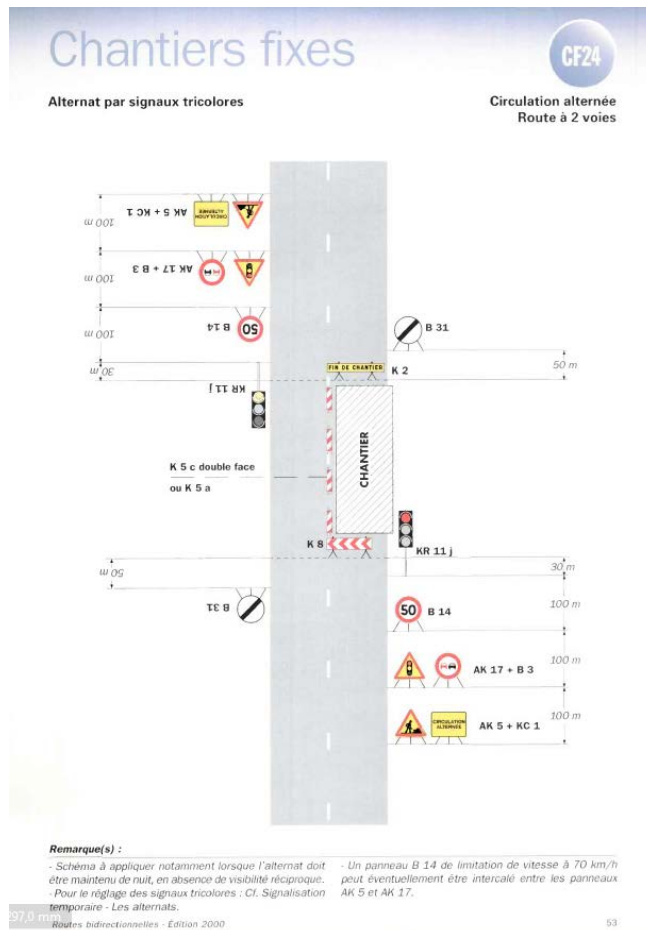 Chantiers fixes
CF24
Alternat par signaux tricolores
Circulation alternée
Route à 2 voies
100 m
AK 5 + KC 1
CIRCULATION
ALTERNÉE
100 m
AK 17 + B 3
100 m
B 14
50
B 31
30 m
FIN DE CHANTIER
K 2
50 m
KR 11 j
CHANTIER
K 5 c double face
ou K 5 a
K 8
KR 11 j
50 m
30 m
B 31
50
B 14
100 m
AK 17 + B 3
100 m
CIRCULATION
ALTERNÉE
AK 5 + KC 1
100 m
Remarque(s) :
- Schéma à appliquer notamment lorsque l'alternat doit
être maintenu de nuit, en absence de visibilité réciproque.
- Pour le réglage des signaux tricolores : Cf. Signalisation
temporaire - Les alternats.
- Un panneau B 14 de limitation de vitesse à 70 km/h
peut éventuellement être intercalé entre les panneaux
AK 5 et AK 17.
297,0 mm
Routes bidirectionnelles - Édition 2000
53